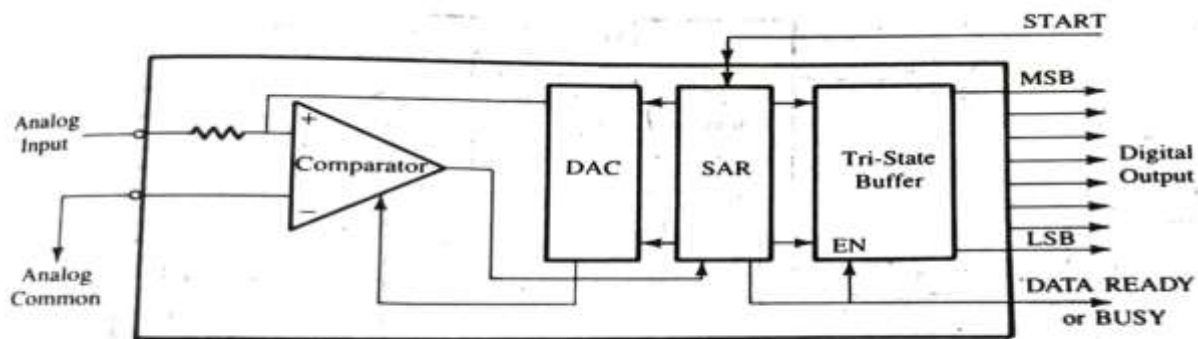 START
MSB
Analog
Input
+
Comparator
−
DAC
SAR
Tri-State
Buffer
Digital
Output
EN
LSB
Analog
Common
DATA READY
or BUSY